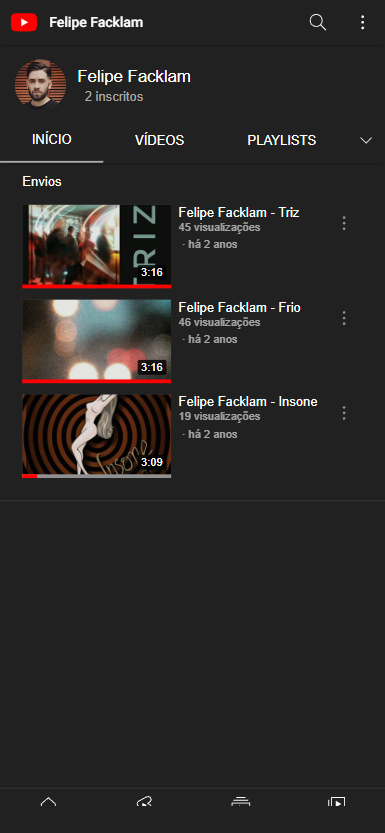 Felipe Facklam
Felipe Facklam
2 inscritos
INÍCIO VÍDEOS PLAYLISTS
Envios
TRIZ
3:16
Felipe Facklam - Triz
45 visualizações
· há 2 anos
3:16
Felipe Facklam - Frio
46 visualizações
· há 2 anos
Insone
3:09
Felipe Facklam - Insone
19 visualizações
· há 2 anos